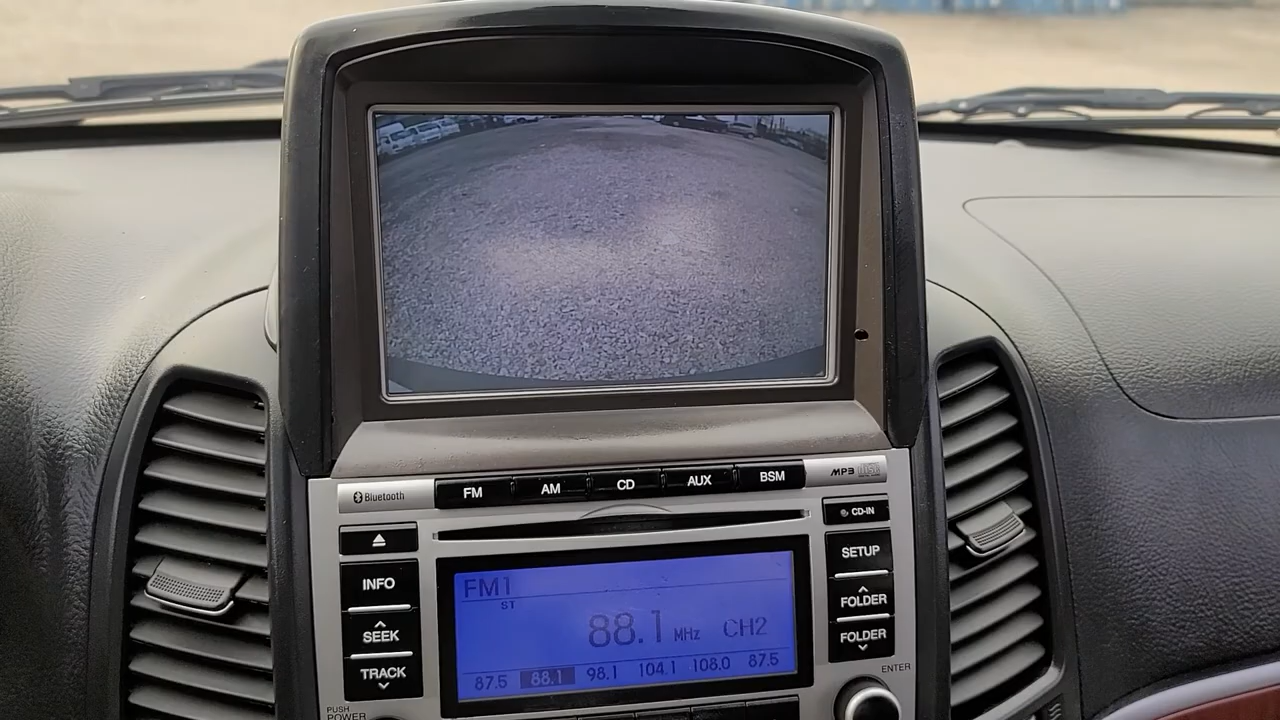 Bluetooth
FM
AM
CD
AUX
BSM
MP3 DISC
CD-IN
INFO
SEEK
TRACK
SETUP
FOLDER
FOLDER
FM1
ST
88.1 MHz CH2
87.5 88.1 98.1 104.1 108.0 87.5
ENTER
PUSH
POWER